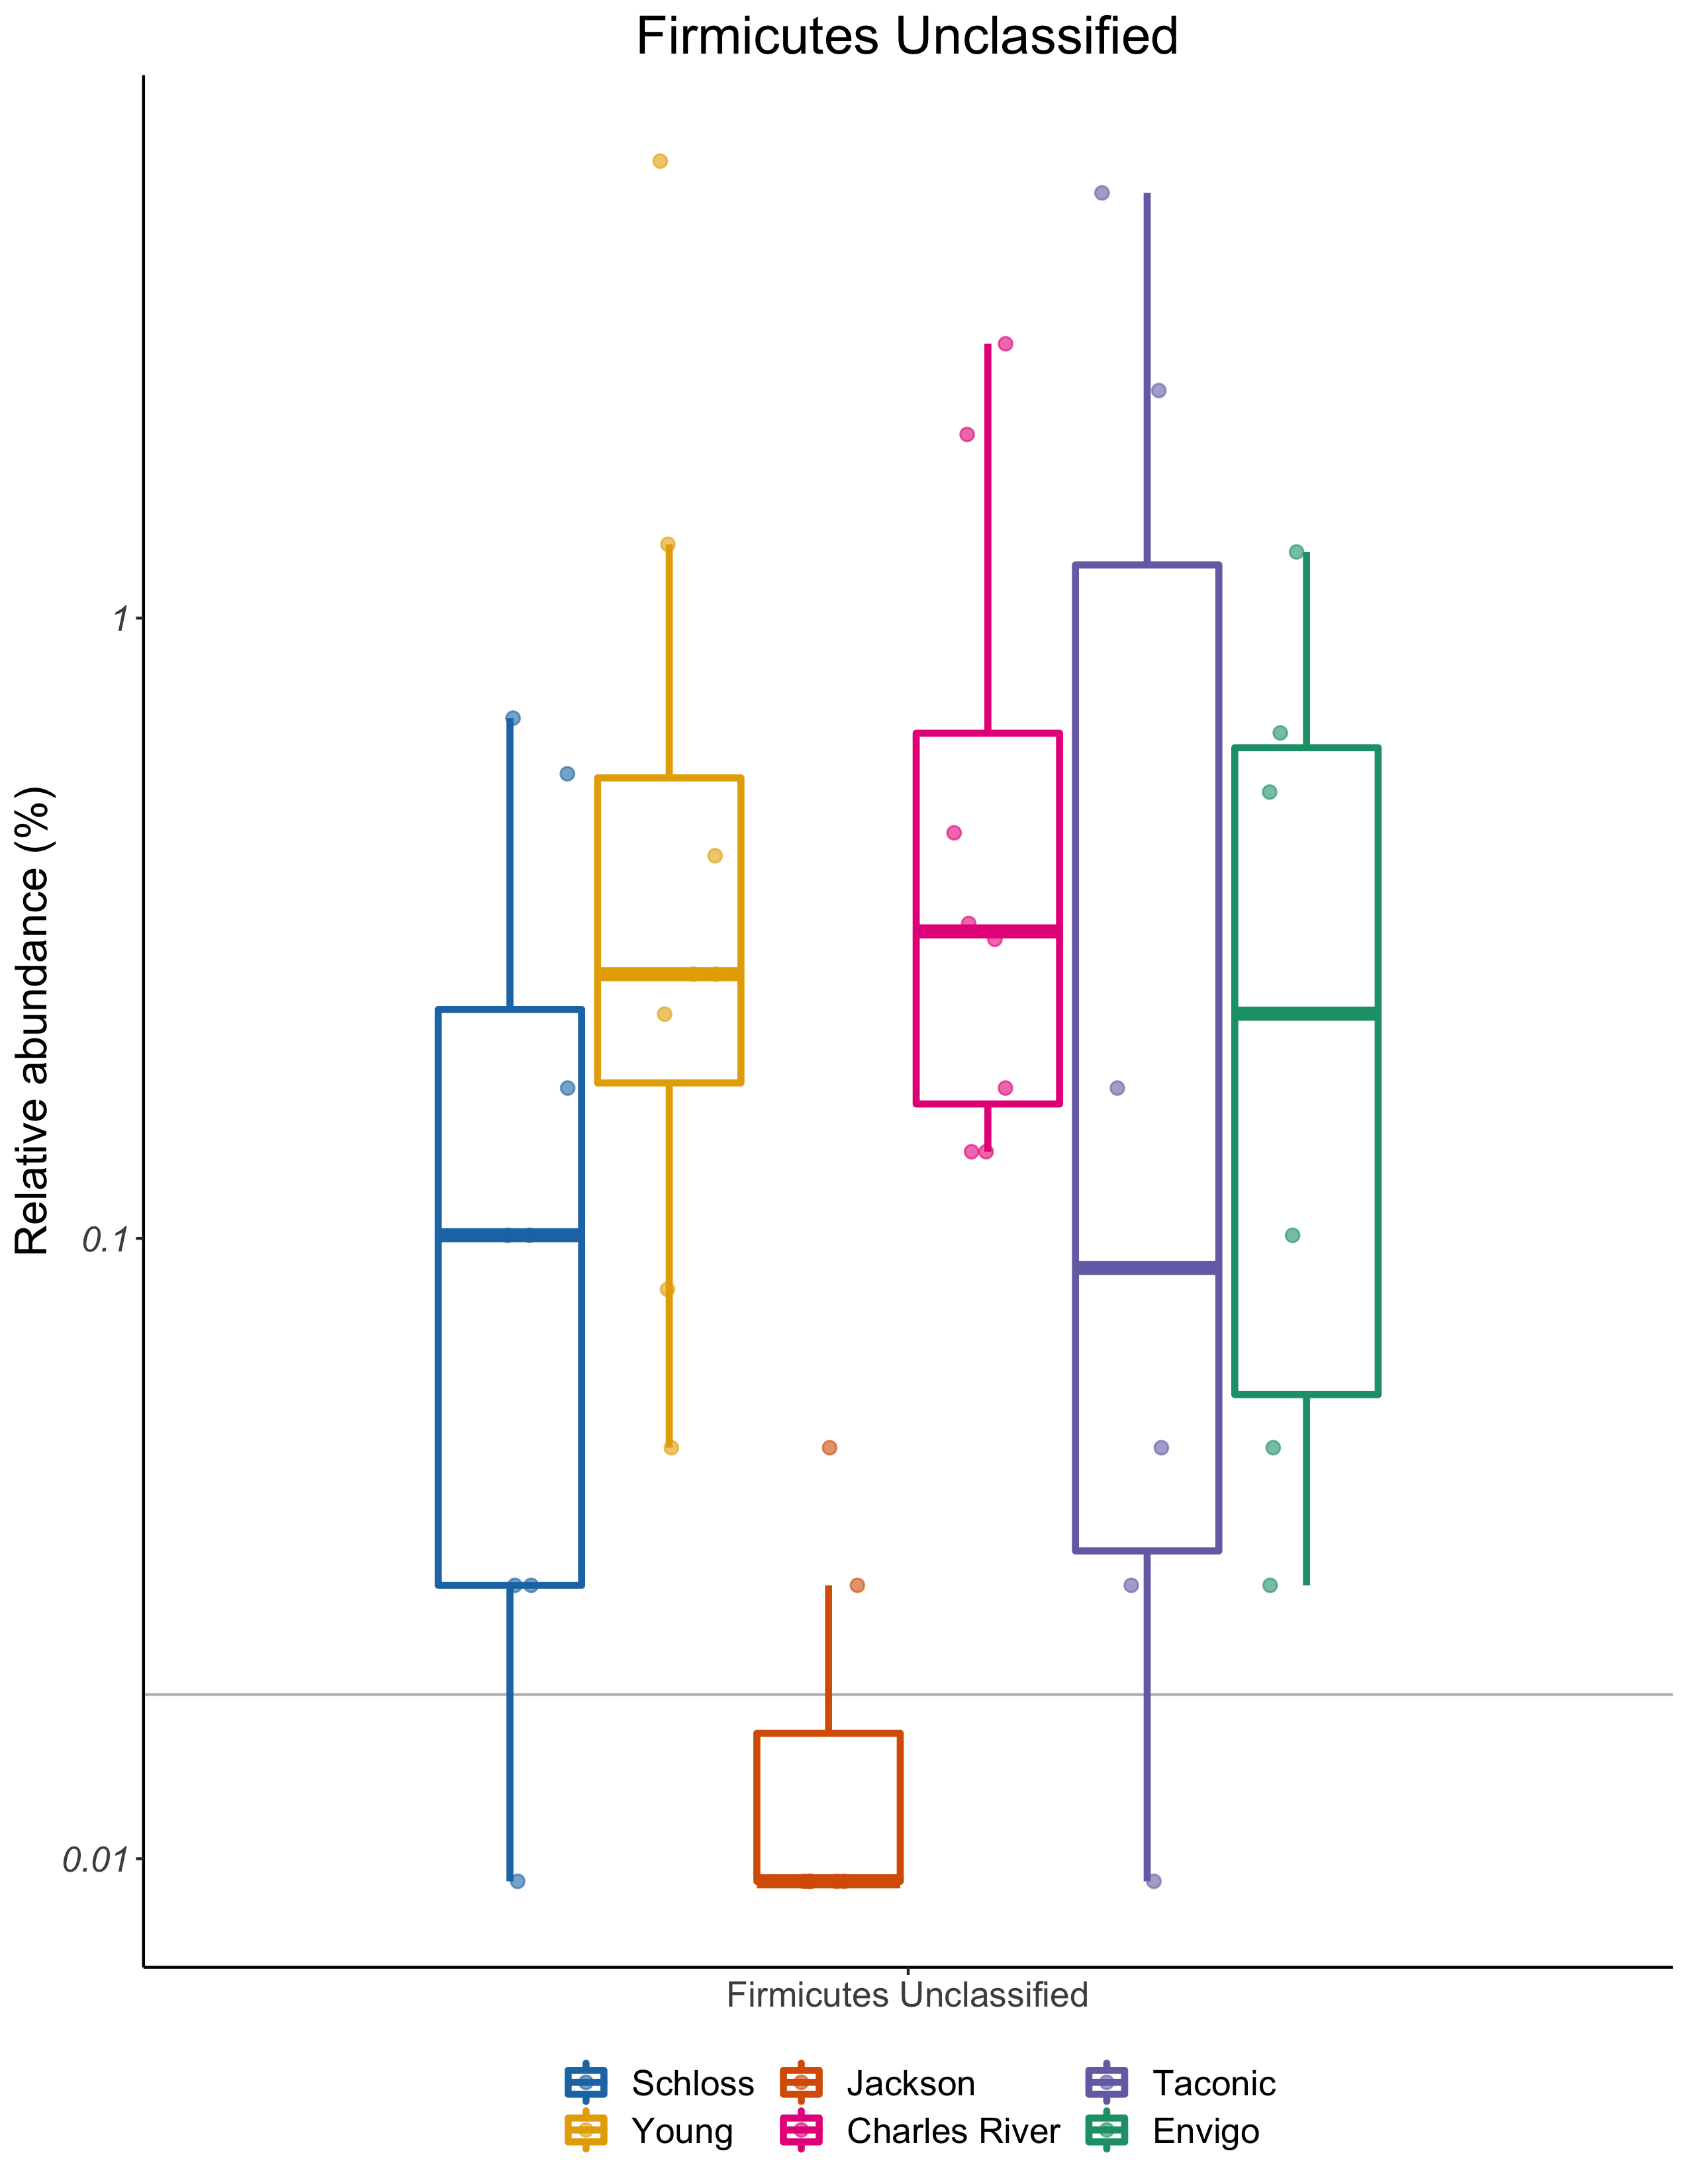 Firmicutes Unclassified
Relative abundance (%)
1
0.1
0.01
Firmicutes Unclassified
Schloss Jackson Taconic
Young Charles River Envigo